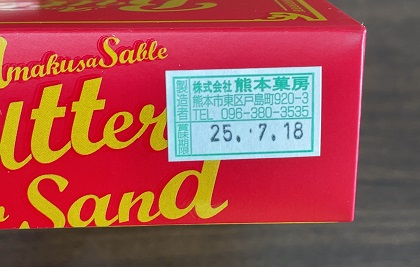 Amakusa Sable
utter
Sand
製造者
株式会社 熊本菓房
熊本市東区戸島町920-3
TEL 096-380-3535
賞味期限
25. 7.18